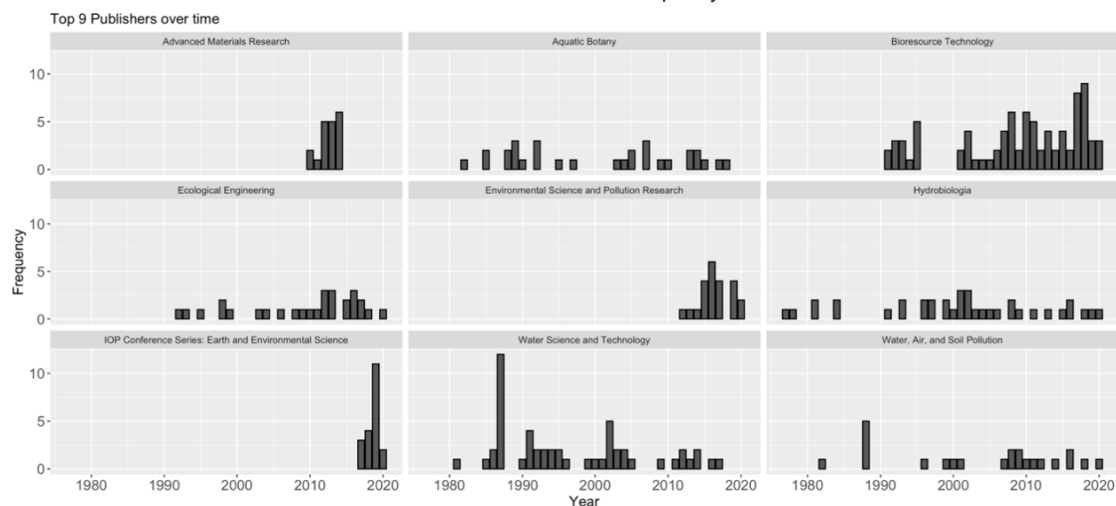 Top 9 Publishers over time
Advanced Materials Research
Aquatic Botany
Bioresource Technology
10
5
0
Ecological Engineering
Environmental Science and Pollution Research
Hydrobiologia
10
5
0
Frequency
IOP Conference Series: Earth and Environmental Science
Water Science and Technology
Water, Air, and Soil Pollution
10
5
0
1980 1990 2000 2010 2020
1980 1990 2000 2010 2020
1980 1990 2000 2010 2020
Year